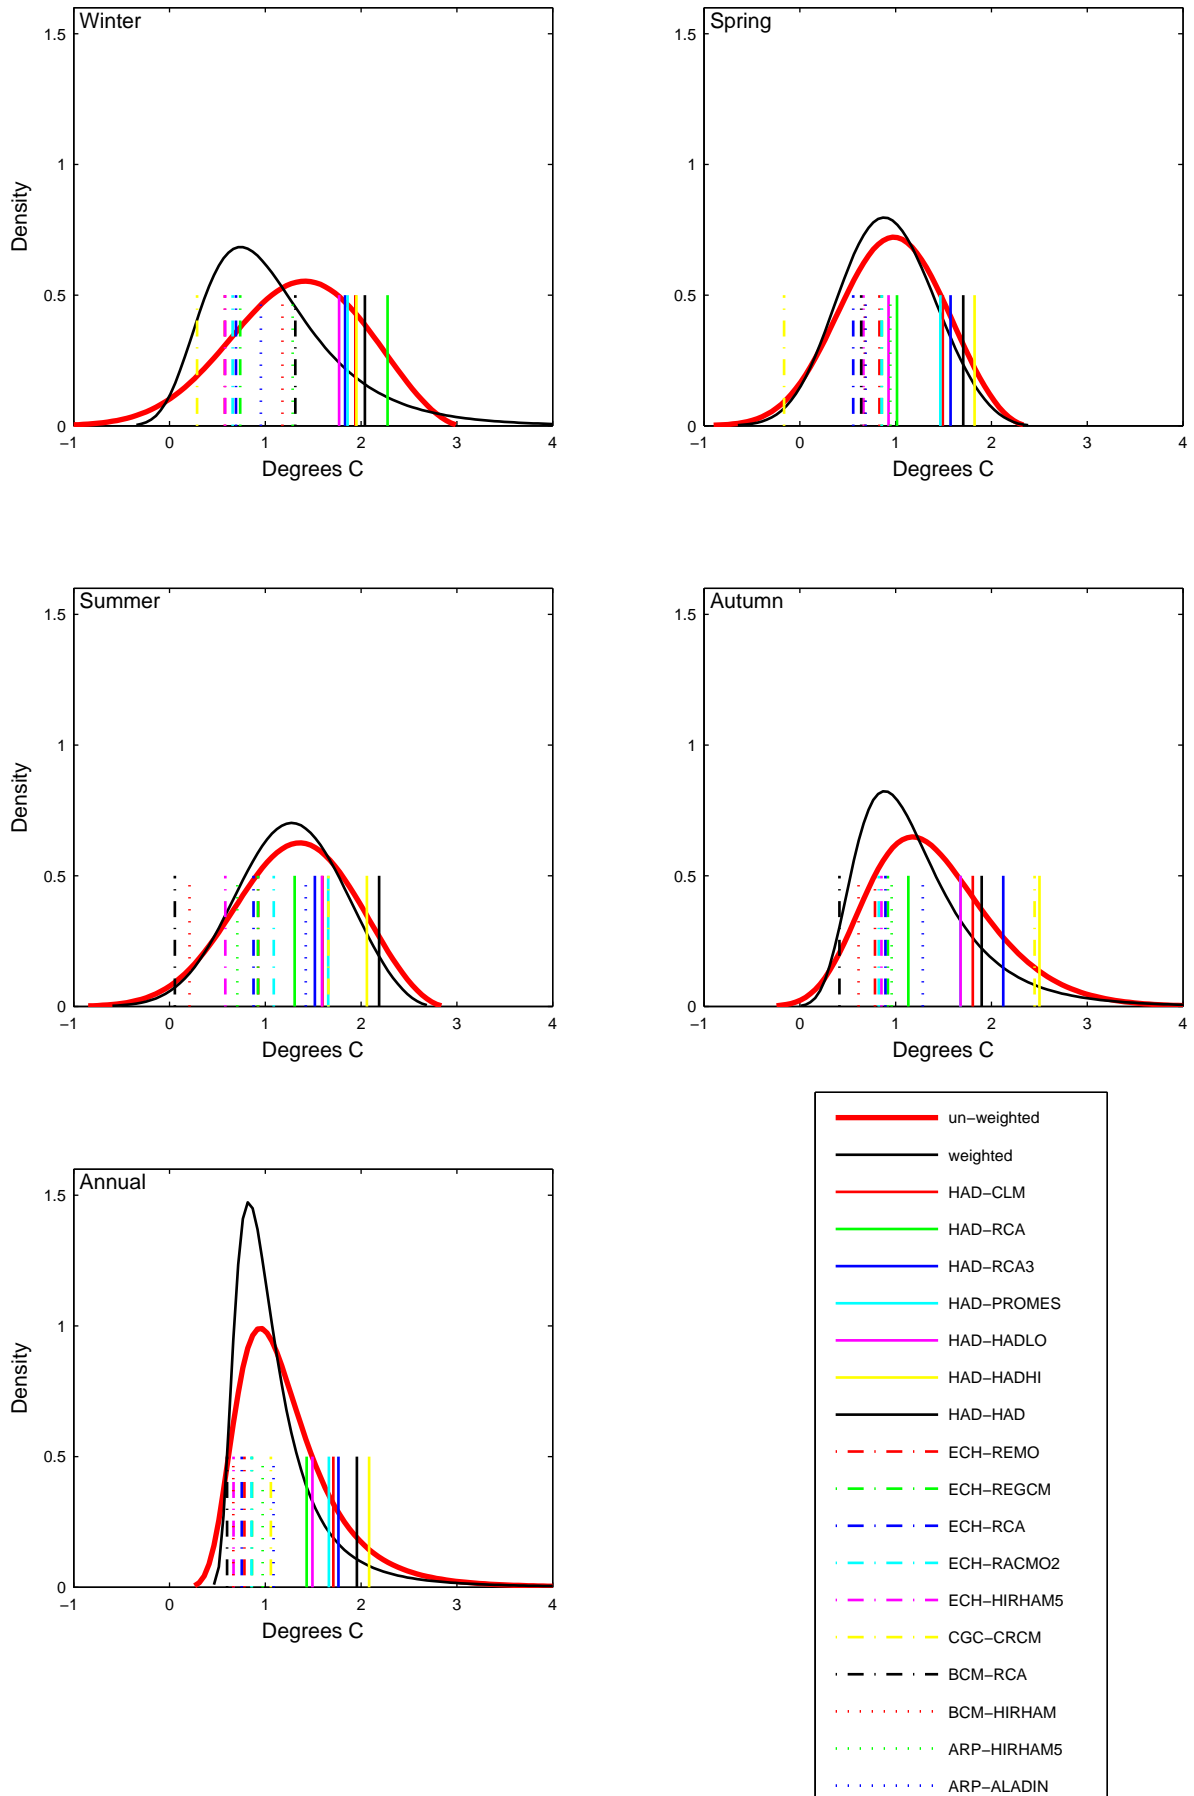 Winter
1.5
1
0.5
0
Density
−1 0 1 2 3 4
Degrees C
Spring
1.5
1
0.5
0
−1 0 1 2 3 4
Degrees C
Summer
1.5
1
0.5
0
Density
−1 0 1 2 3 4
Degrees C
Autumn
1.5
1
0.5
0
−1 0 1 2 3 4
Degrees C
Annual
1.5
1
0.5
0
Density
−1 0 1 2 3 4
Degrees C
un−weighted
weighted
HAD−CLM
HAD−RCA
HAD−RCA3
HAD−PROMES
HAD−HADLO
HAD−HADHI
HAD−HAD
ECH−REMO
ECH−REGCM
ECH−RCA
ECH−RACMO2
ECH−HIRHAM5
CGC−CRCM
BCM−RCA
BCM−HIRHAM
ARP−HIRHAM5
ARP−ALADIN